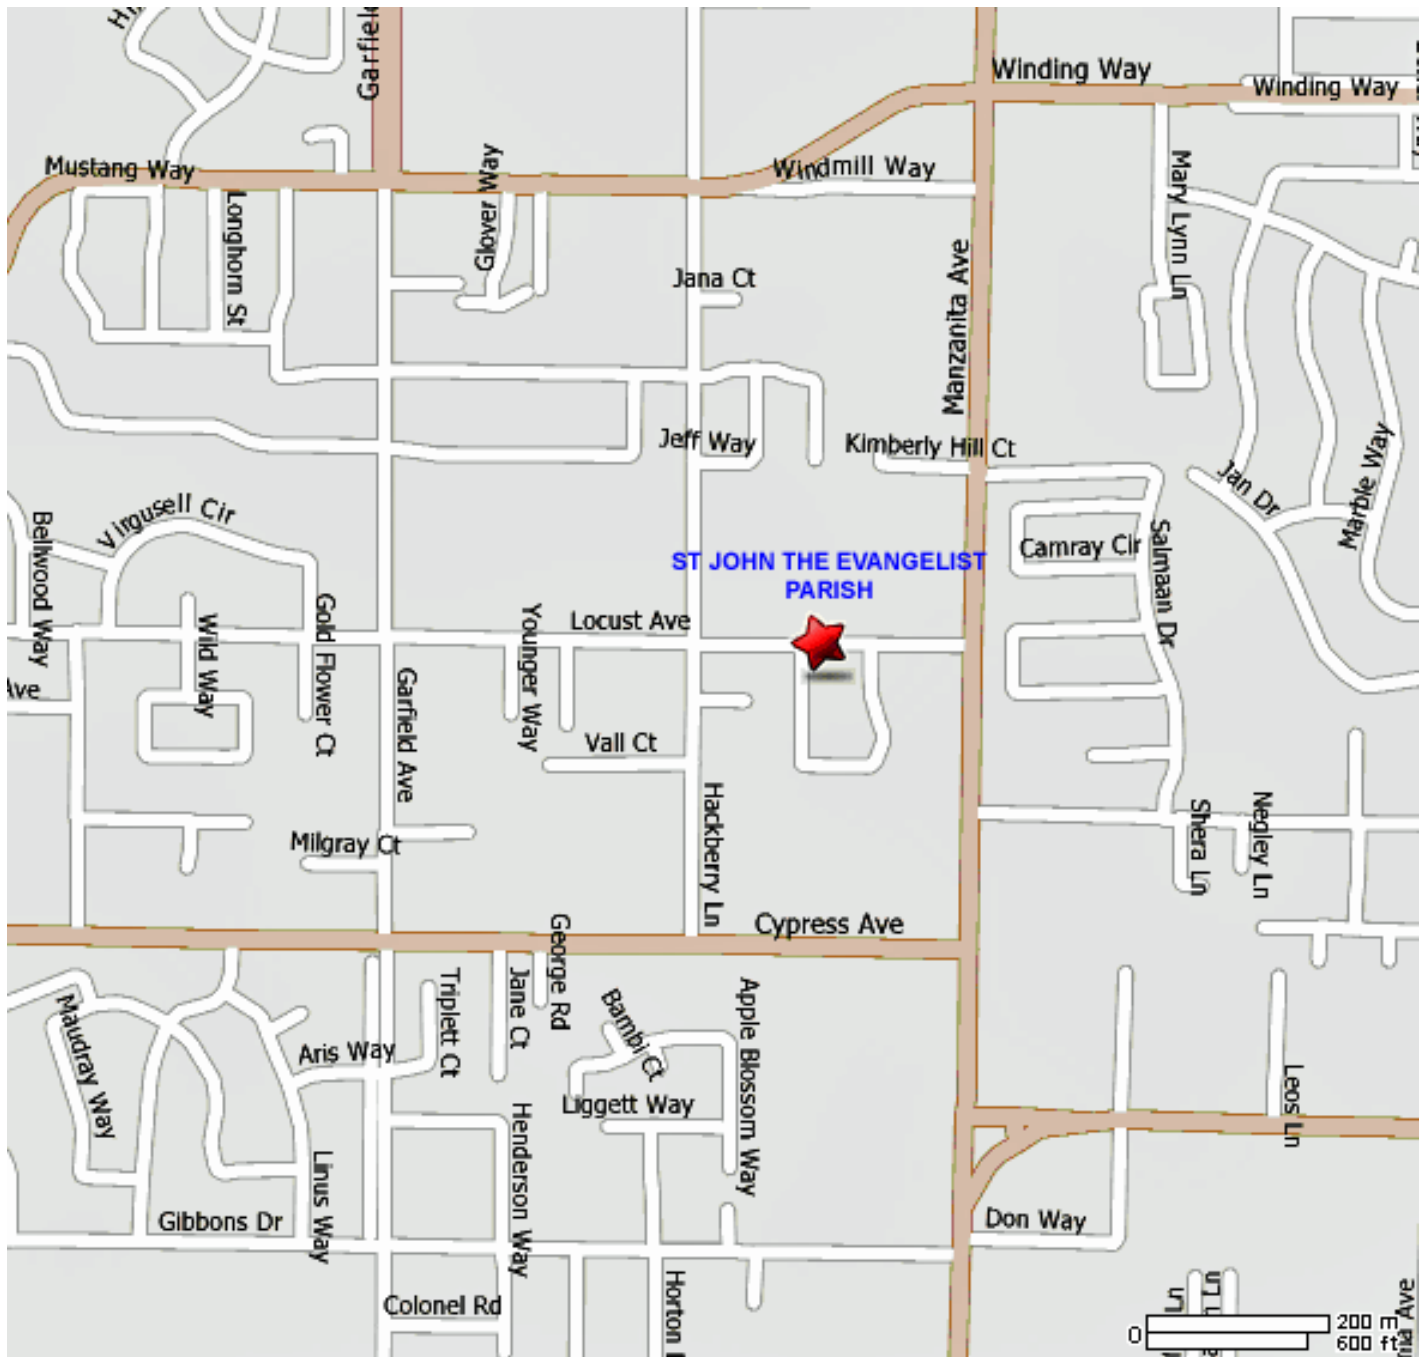 Garfield
Winding Way
Winding Way
Mustang Way
Windmill Way
Glover Way
Mary Lynn Ln
Longhorn St
Jana Ct
Manzanita Ave
Jeff Way
Kimberly Hill Ct
Jan Dr
Marble Way
Virgusell Cir
Bellwood Way
Camray Cir
Salmaan Dr
ST JOHN THE EVANGELIST
PARISH
Gold Flower Ct
Younger Way
Locust Ave
Wild Way
Ave
Garfield Ave
Vall Ct
Hackberry Ln
Shera Ln
Negley Ln
Milgray Ct
Cypress Ave
George Rd
Jane Ct
Triplett Ct
Bambi Ct
Apple Blossom Way
Maudray Way
Aris Way
Liggett Way
Leos Ln
Henderson Way
Linus Way
Gibbons Dr
Don Way
Horton
Colonel Rd
Ln
Ln
Ave
0
200 m
600 ft